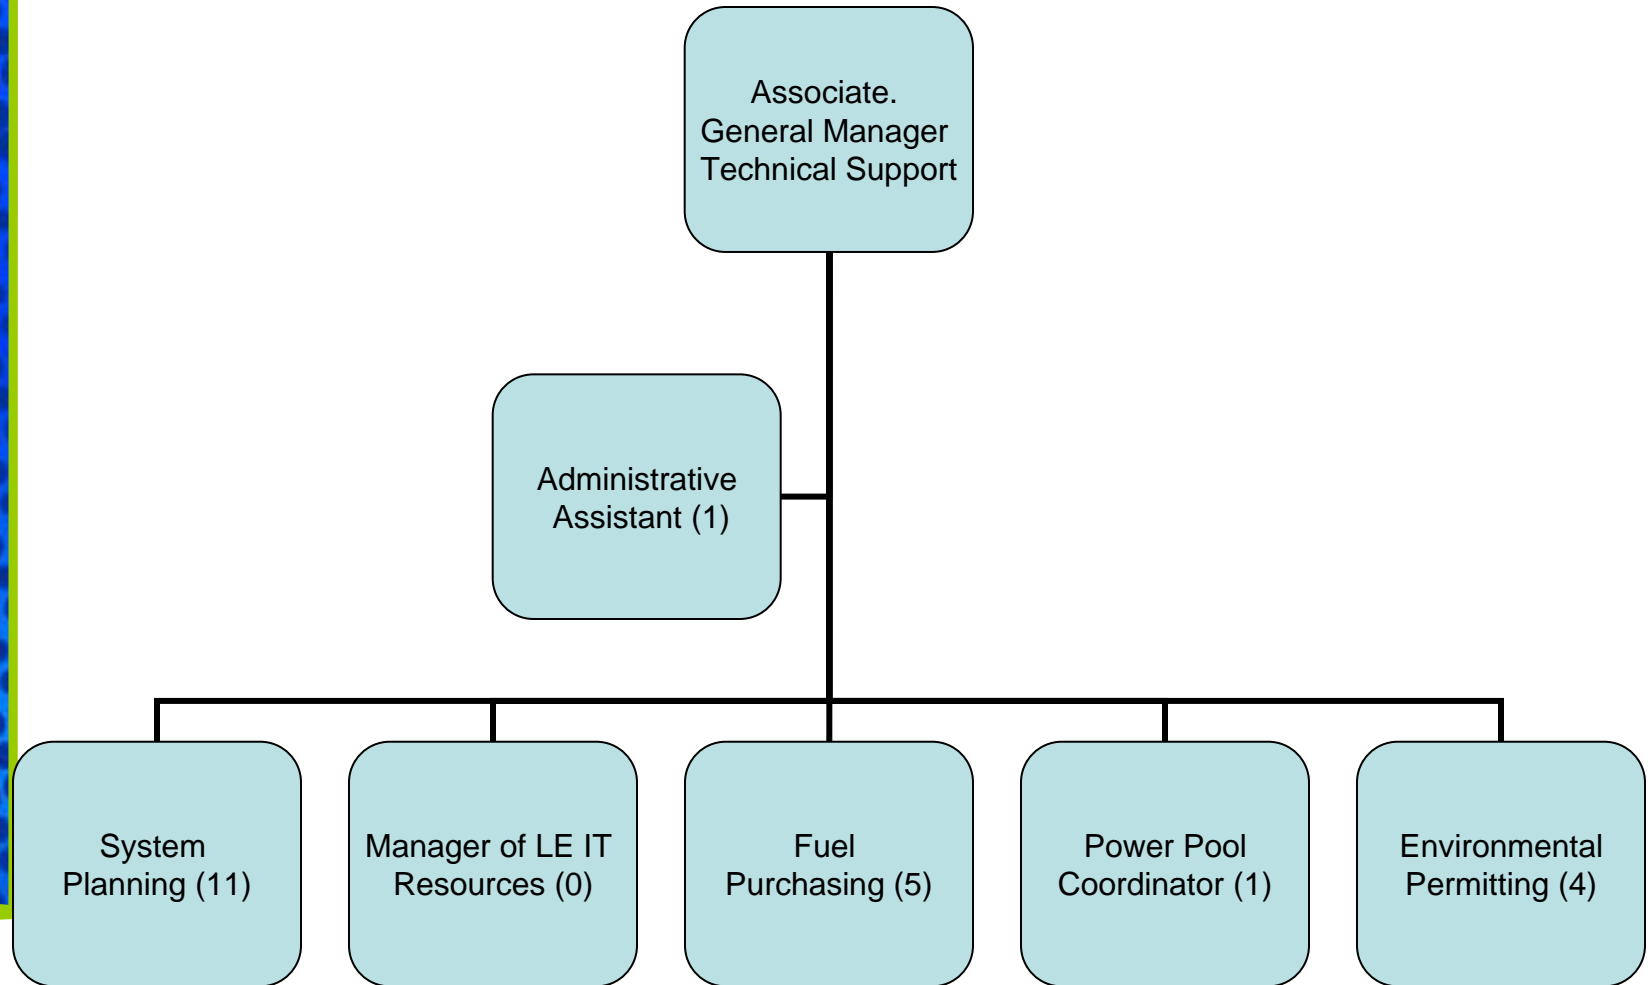 Associate.
General Manager
Technical Support
Administrative
Assistant (1)
System
Planning (11)
Manager of LE IT
Resources (0)
Fuel
Purchasing (5)
Power Pool
Coordinator (1)
Environmental
Permitting (4)